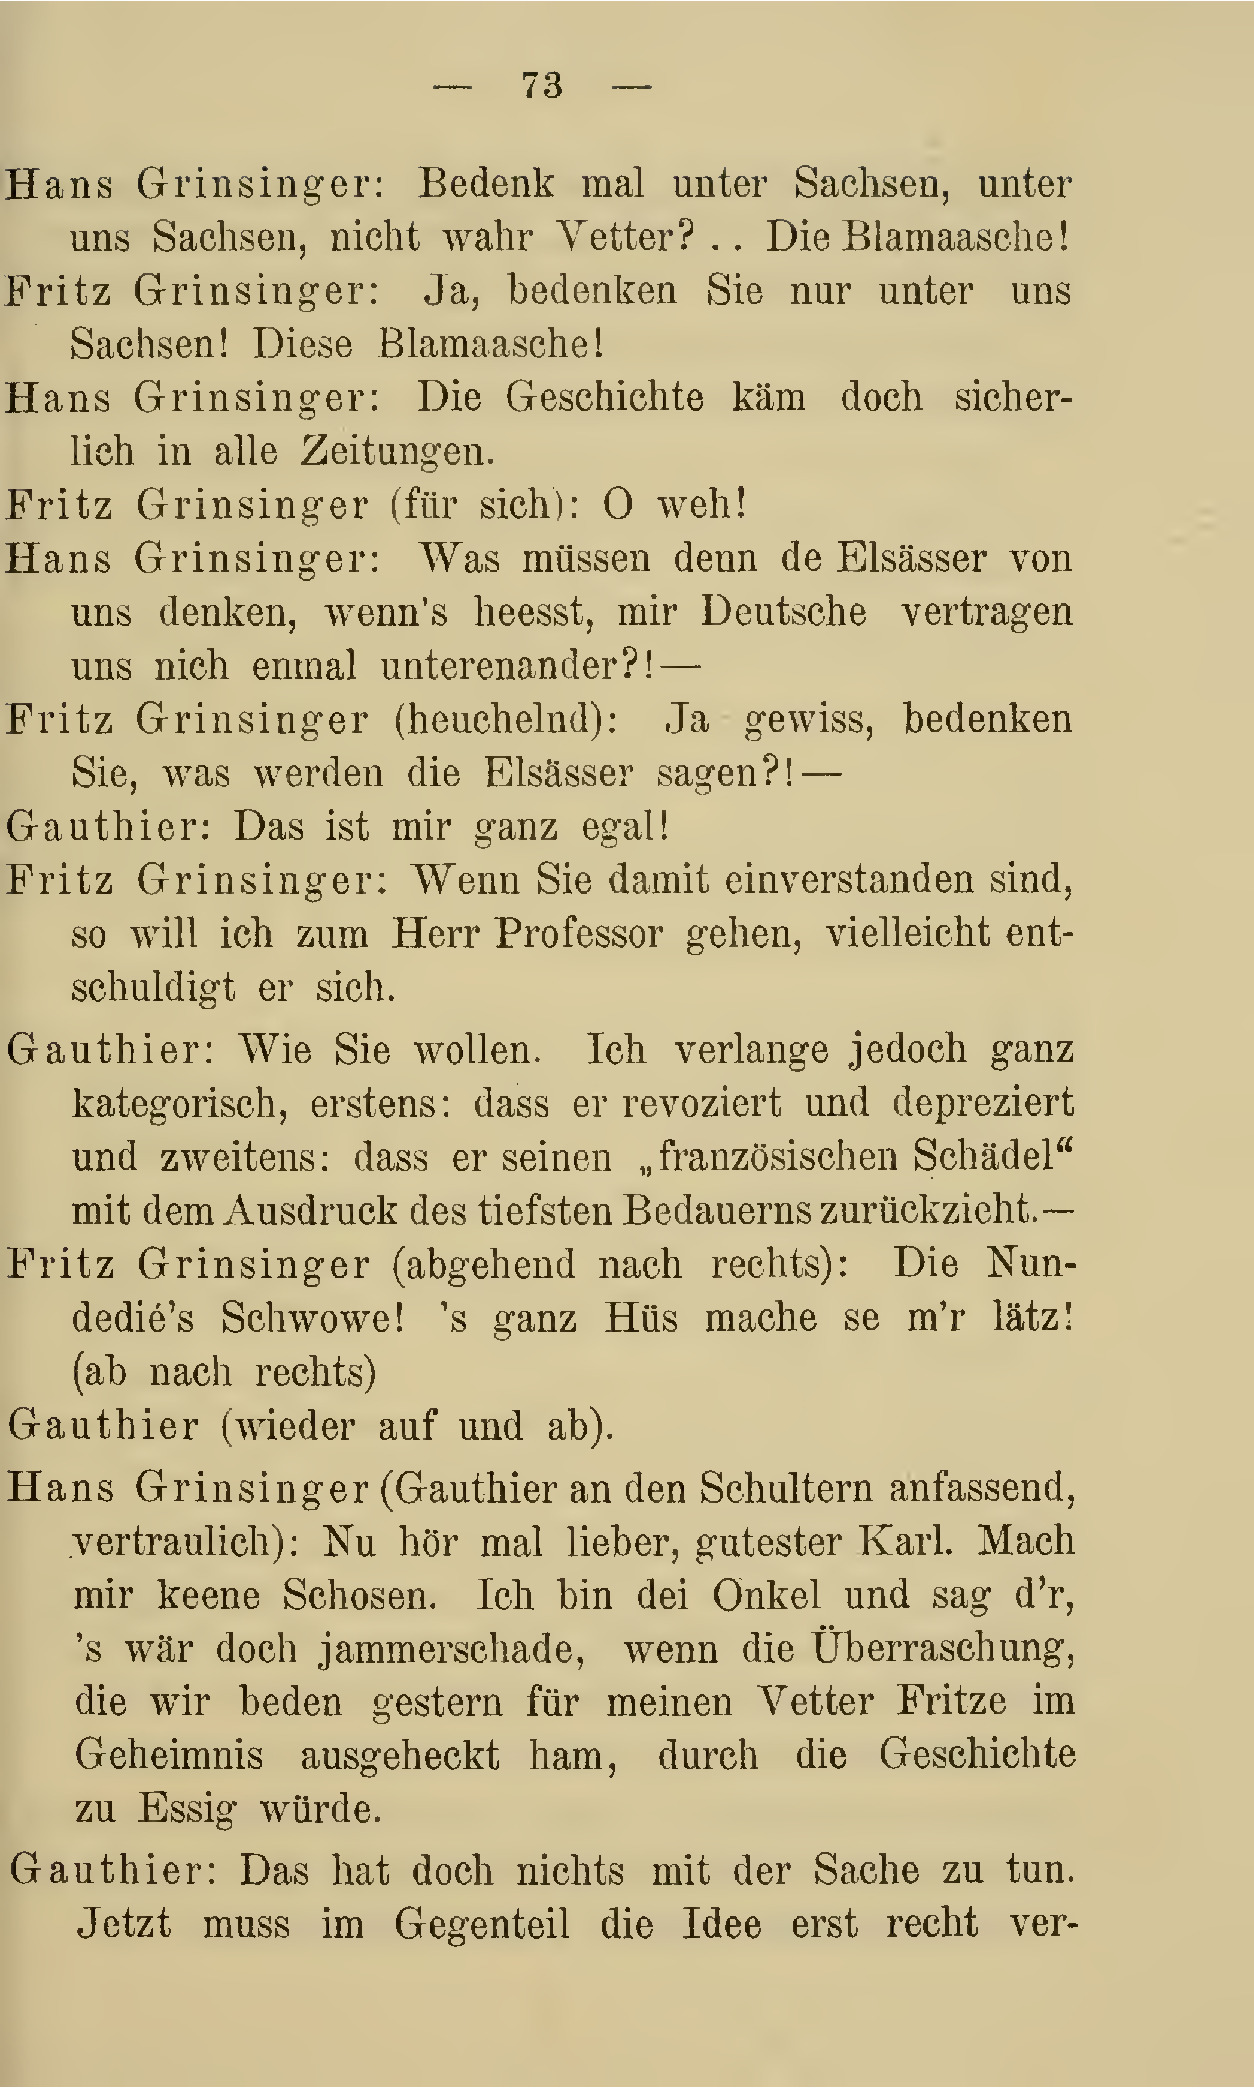 — 73 —
Hans Grinsinger: Bedenk mal unter Sachsen, unter
uns Sachsen, nicht wahr Vetter? . . Die Blamaasche!
Fritz Grinsinger: Ja, bedenken Sie nur unter uns
Sachsen! Diese Blamaasche!
Hans Grinsinger: Die Geschichte käm doch sicher-
lich in alle Zeitungen.
Fritz Grinsinger (für sich): O weh!
Hans Grinsinger: Was müssen denn de Elsässer von
uns denken, wenn's heesst, mir Deutsche vertragen
uns nich enmal unterenander?! —
Fritz Grinsinger (heuchelnd): Ja gewiss, bedenken
Sie, was werden die Elsässer sagen?! —
Gauthier: Das ist mir ganz egal!
Fritz Grinsinger: Wenn Sie damit einverstanden sind,
so will ich zum Herr Professor gehen, vielleicht ent-
schuldigt er sich.
Gauthier: Wie Sie wollen. Ich verlange jedoch ganz
kategorisch, erstens: dass er revoziert und depreziert
und zweitens: dass er seinen „französischen Schädel“
mit dem Ausdruck des tiefsten Bedauerns zurückzieht. —
Fritz Grinsinger (abgehend nach rechts): Die Nun-
dedié's Schwowe! 's ganz Hüs mache se m'r lätz!
(ab nach rechts)
Gauthier (wieder auf und ab).
Hans Grinsinger (Gauthier an den Schultern anfassend,
vertraulich): Nu hör mal lieber, gutester Karl. Mach
mir keene Schosen. Ich bin dei Onkel und sag d'r,
's wär doch jammerschade, wenn die Überraschung,
die wir beden gestern für meinen Vetter Fritze im
Geheimnis ausgeheckt ham, durch die Geschichte
zu Essig würde.
Gauthier: Das hat doch nichts mit der Sache zu tun.
Jetzt muss im Gegenteil die Idee erst recht ver-